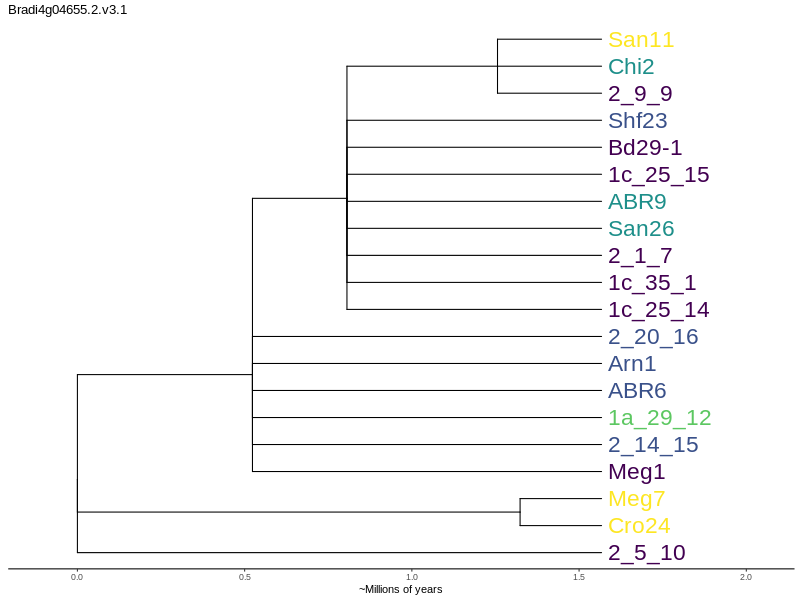 Bradi4g04655.2.v3.1
San11
Chi2
2_9_9
Shf23
Bd29-1
1c_25_15
ABR9
San26
2_1_7
1c_35_1
1c_25_14
2_20_16
Arn1
ABR6
1a_29_12
2_14_15
Meg1
Meg7
Cro24
2_5_10
0.0 0.5 1.0 1.5 2.0
~Millions of years